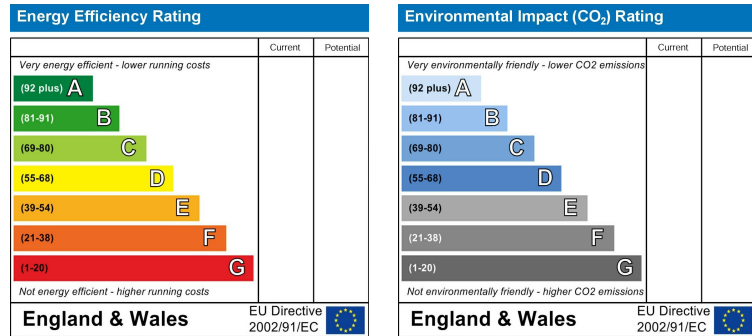 Energy Efficiency Rating
Current Potential
Very energy efficient - lower running costs
(92 plus) A
(81-91) B
(69-80) C
(55-68) D
(39-54) E
(21-38) F
(1-20) G
Not energy efficient - higher running costs
England & Wales
EU Directive
2002/91/EC
Environmental Impact (CO₂) Rating
Current Potential
Very environmentally friendly - lower CO2 emissions
(92 plus) A
(81-91) B
(69-80) C
(55-68) D
(39-54) E
(21-38) F
(1-20) G
Not environmentally friendly - higher CO2 emissions
England & Wales
EU Directive
2002/91/EC